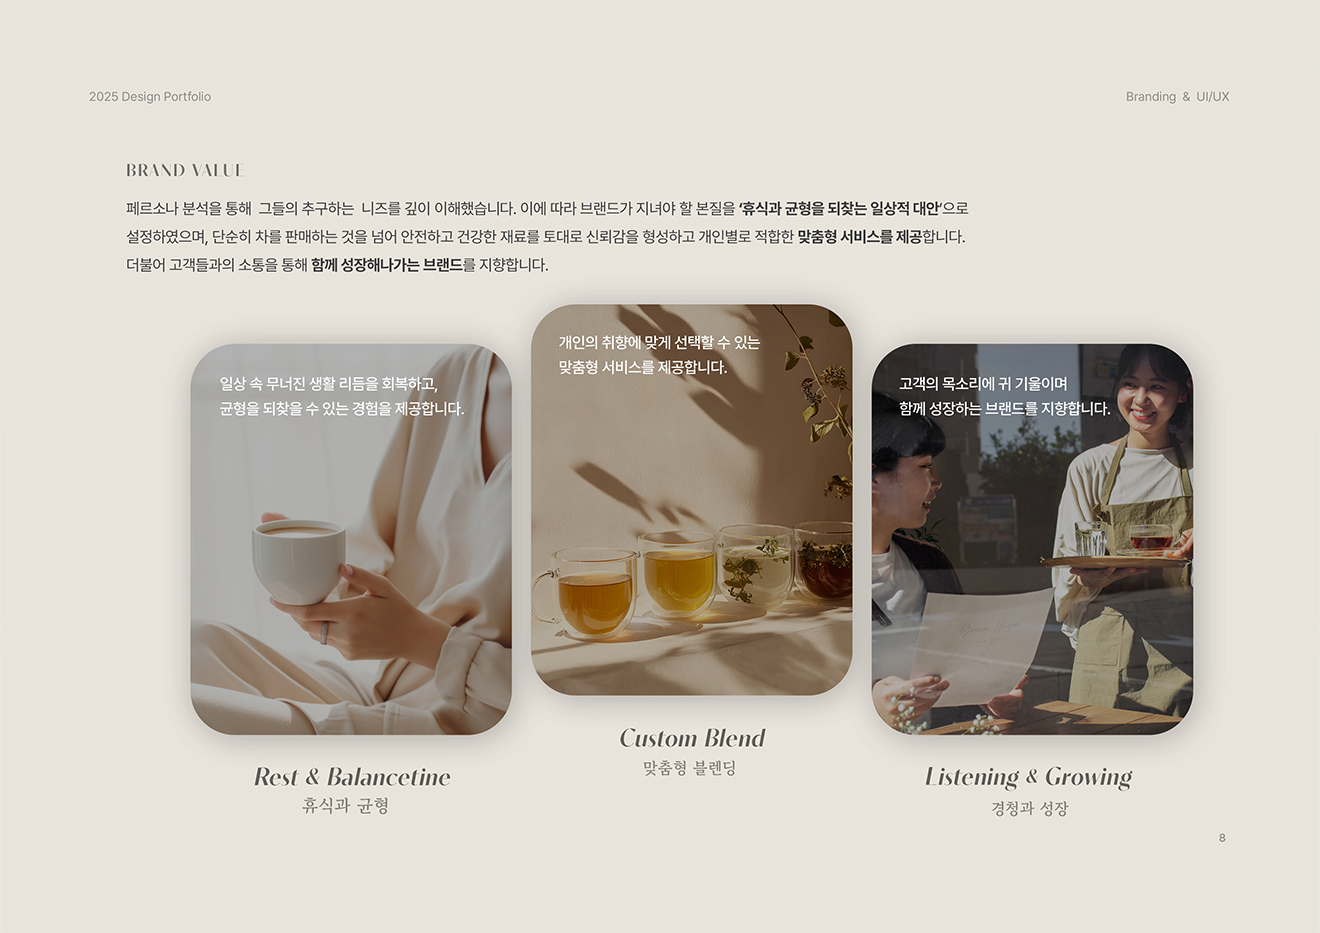 2025 Design Portfolio
Branding & UI/UX
BRAND VALUE
페르소나 분석을 통해 그들의 추구하는 니즈를 깊이 이해했습니다. 이에 따라 브랜드가 지녀야 할 본질을 '휴식과 균형을 되찾는 일상적 대안'으로
설정하였으며, 단순히 차를 판매하는 것을 넘어 안전하고 건강한 재료를 토대로 신뢰감을 형성하고 개인별로 적합한 맞춤형 서비스를 제공합니다.
더불어 고객들과의 소통을 통해 함께 성장해나가는 브랜드를 지향합니다.
일상 속 무너진 생활 리듬을 회복하고,
균형을 되찾을 수 있는 경험을 제공합니다.
개인의 취향에 맞게 선택할 수 있는
맞춤형 서비스를 제공합니다.
고객의 목소리에 귀 기울이며
함께 성장하는 브랜드를 지향합니다.
Rest & Balancetine
휴식과 균형
Custom Blend
맞춤형 블렌딩
Listening & Growing
경청과 성장
8